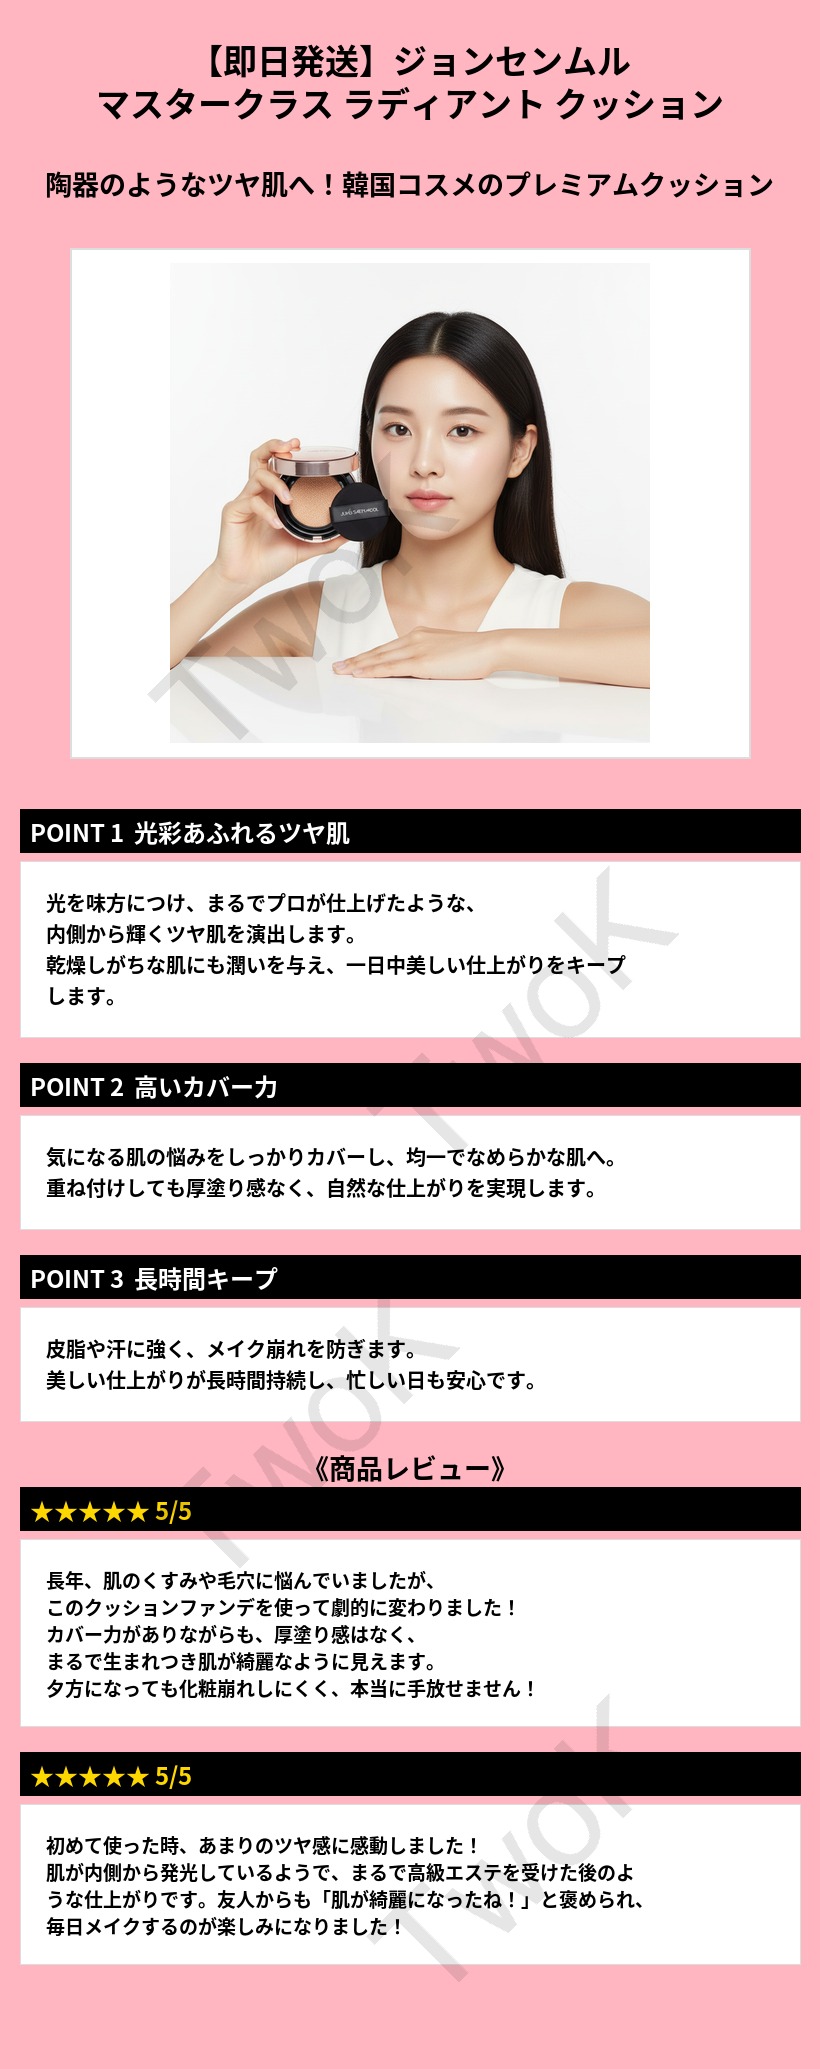 【即日発送】ジョンセンムル
マスタークラス ラディアント クッション
陶器のようなツヤ肌へ！韓国コスメのプレミアムクッション
TwoK
POINT 1 光彩あふれるツヤ肌
光を味方につけ、まるでプロが仕上げたような、
内側から輝くツヤ肌を演出します。
乾燥しがちな肌にも潤いを与え、一日中美しい仕上がりをキープ
します。
TwoK
POINT 2 高いカバー力
気になる肌の悩みをしっかりカバーし、均一でなめらかな肌へ。
重ね付けしても厚塗り感なく、自然な仕上がりを実現します。
POINT 3 長時間キープ
皮脂や汗に強く、メイク崩れを防ぎます。
美しい仕上がりが長時間持続し、忙しい日も安心です。
TwoK
《商品レビュー》
★★★★★ 5/5
長年、肌のくすみや毛穴に悩んでいましたが、
このクッションファンデを使って劇的に変わりました！
カバー力がありながらも、厚塗り感はなく、
まるで生まれつき肌が綺麗なように見えます。
夕方になっても化粧崩れしにくく、本当に手放せません！
★★★★★ 5/5
初めて使った時、あまりのツヤ感に感動しました！
肌が内側から発光しているようで、まるで高級エステを受けた後のよ
うな仕上がりです。友人からも「肌が綺麗になったね！」と褒められ、
毎日メイクするのが楽しみになりました！
TwoK